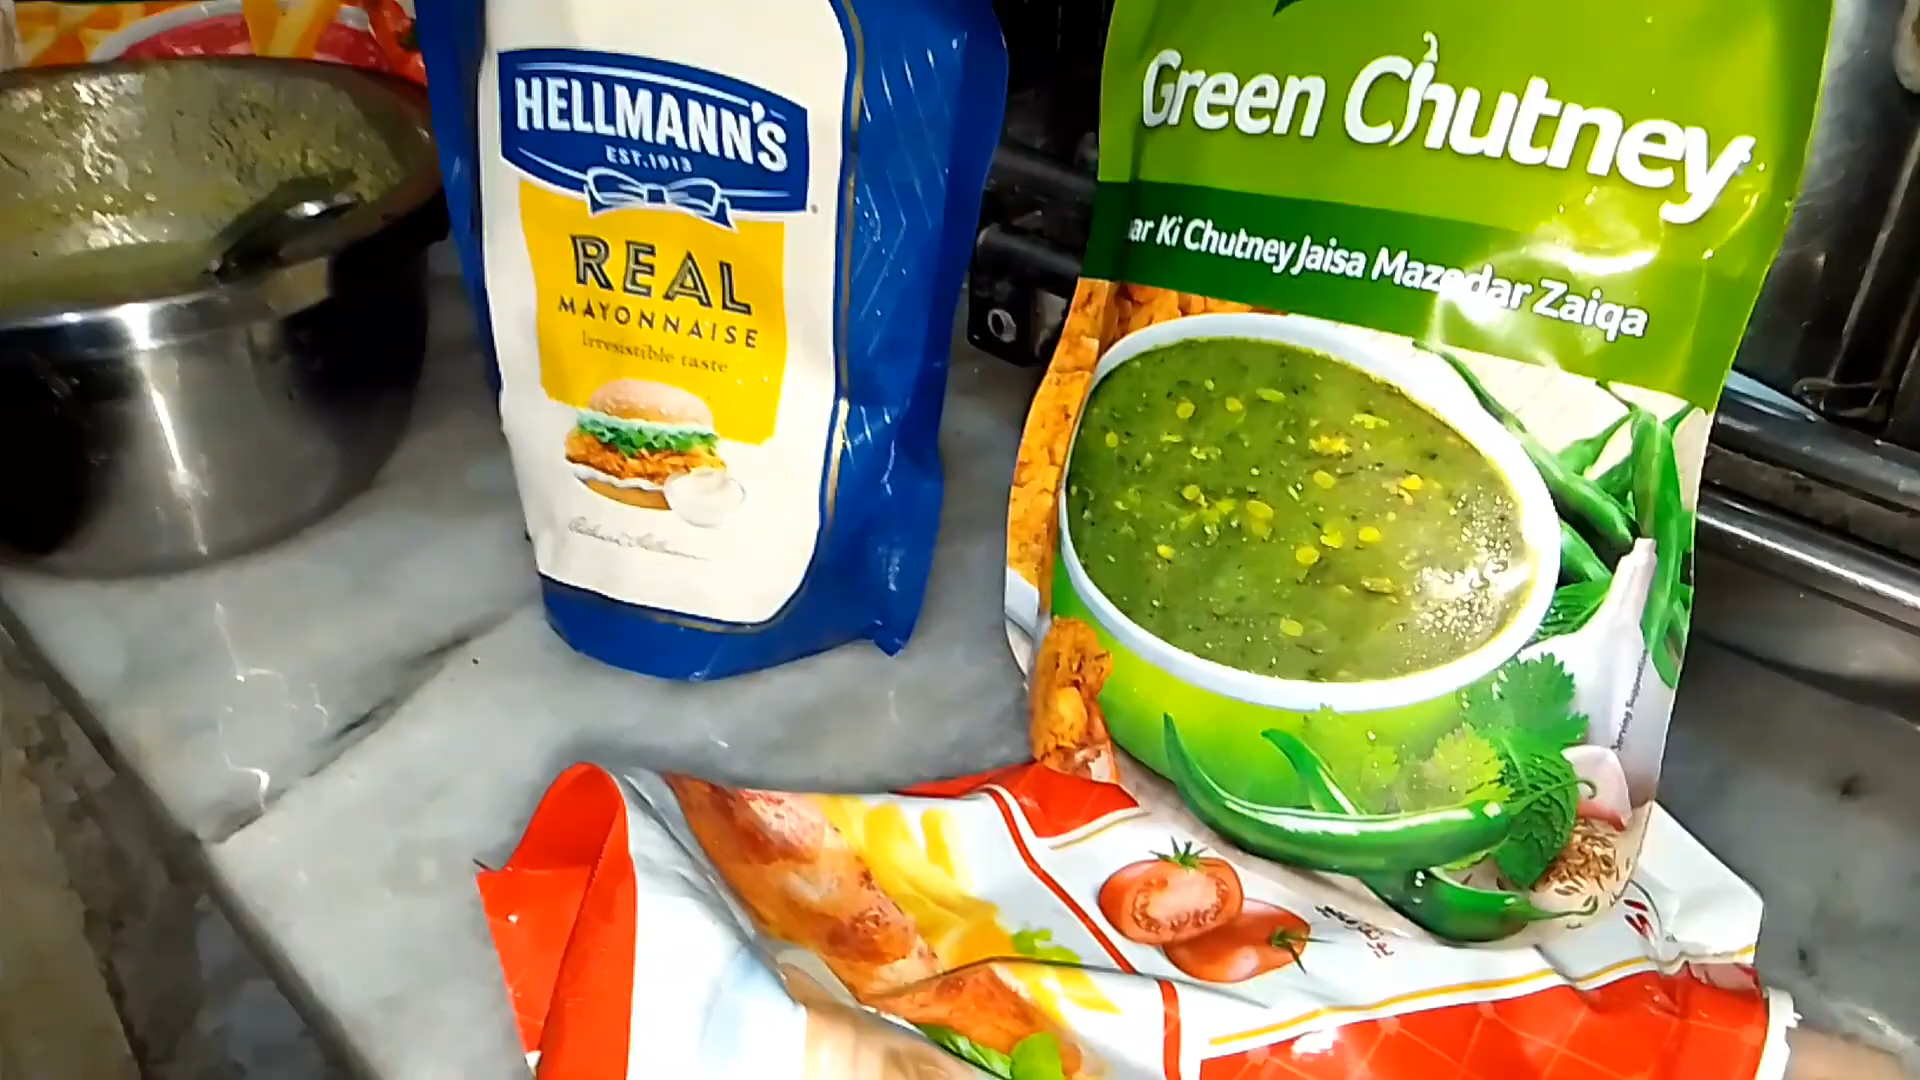 HELLMANN'S
EST.1913
REAL
MAYONNAISE
Irresistible taste
Green Chutney
ar Ki Chutney Jaisa Mazedar Zaiqa